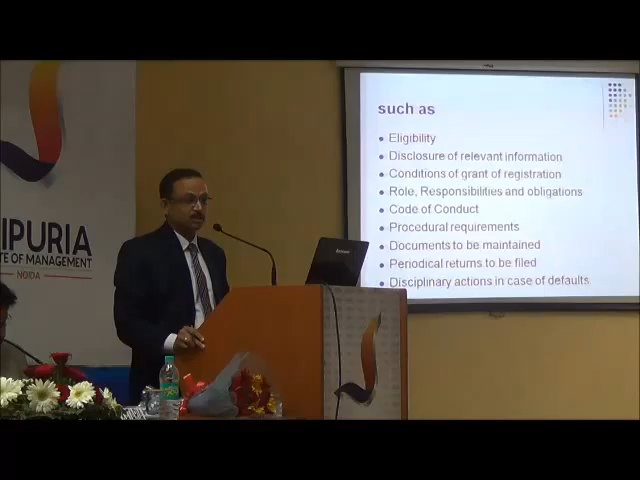 IPURIA
TE OF MANAGEMENT
NOIDA
such as
Eligibility
Disclosure of relevant information
Conditions of grant of registration
Role, Responsibilities and obligations
Code of Conduct
Procedural requirements
Documents to be maintained
Periodical returns to be filed
Disciplinary actions in case of defaults